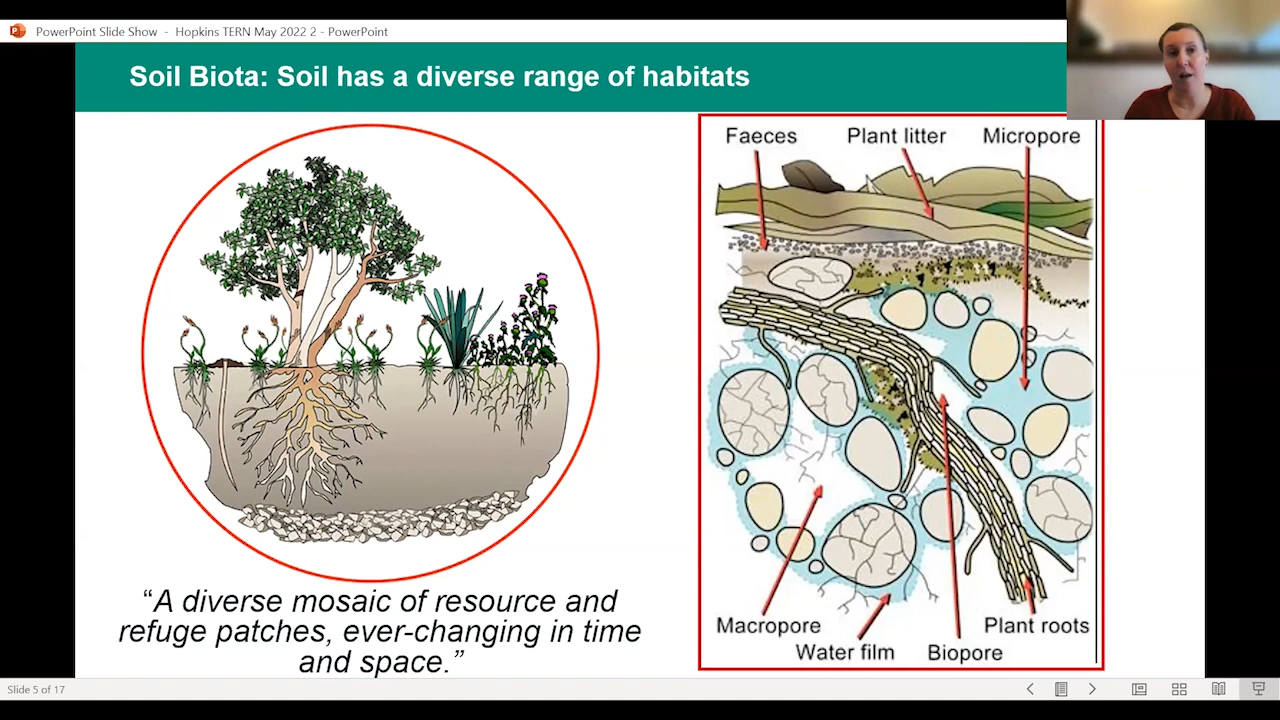 PowerPoint Slide Show - Hopkins TERN May 2022 2 - PowerPoint
Soil Biota: Soil has a diverse range of habitats
Faeces
Plant litter
Micropore
Macropore
Water film
Biopore
Plant roots
“A diverse mosaic of resource and
refuge patches, ever-changing in time
and space.”
Slide 5 of 17